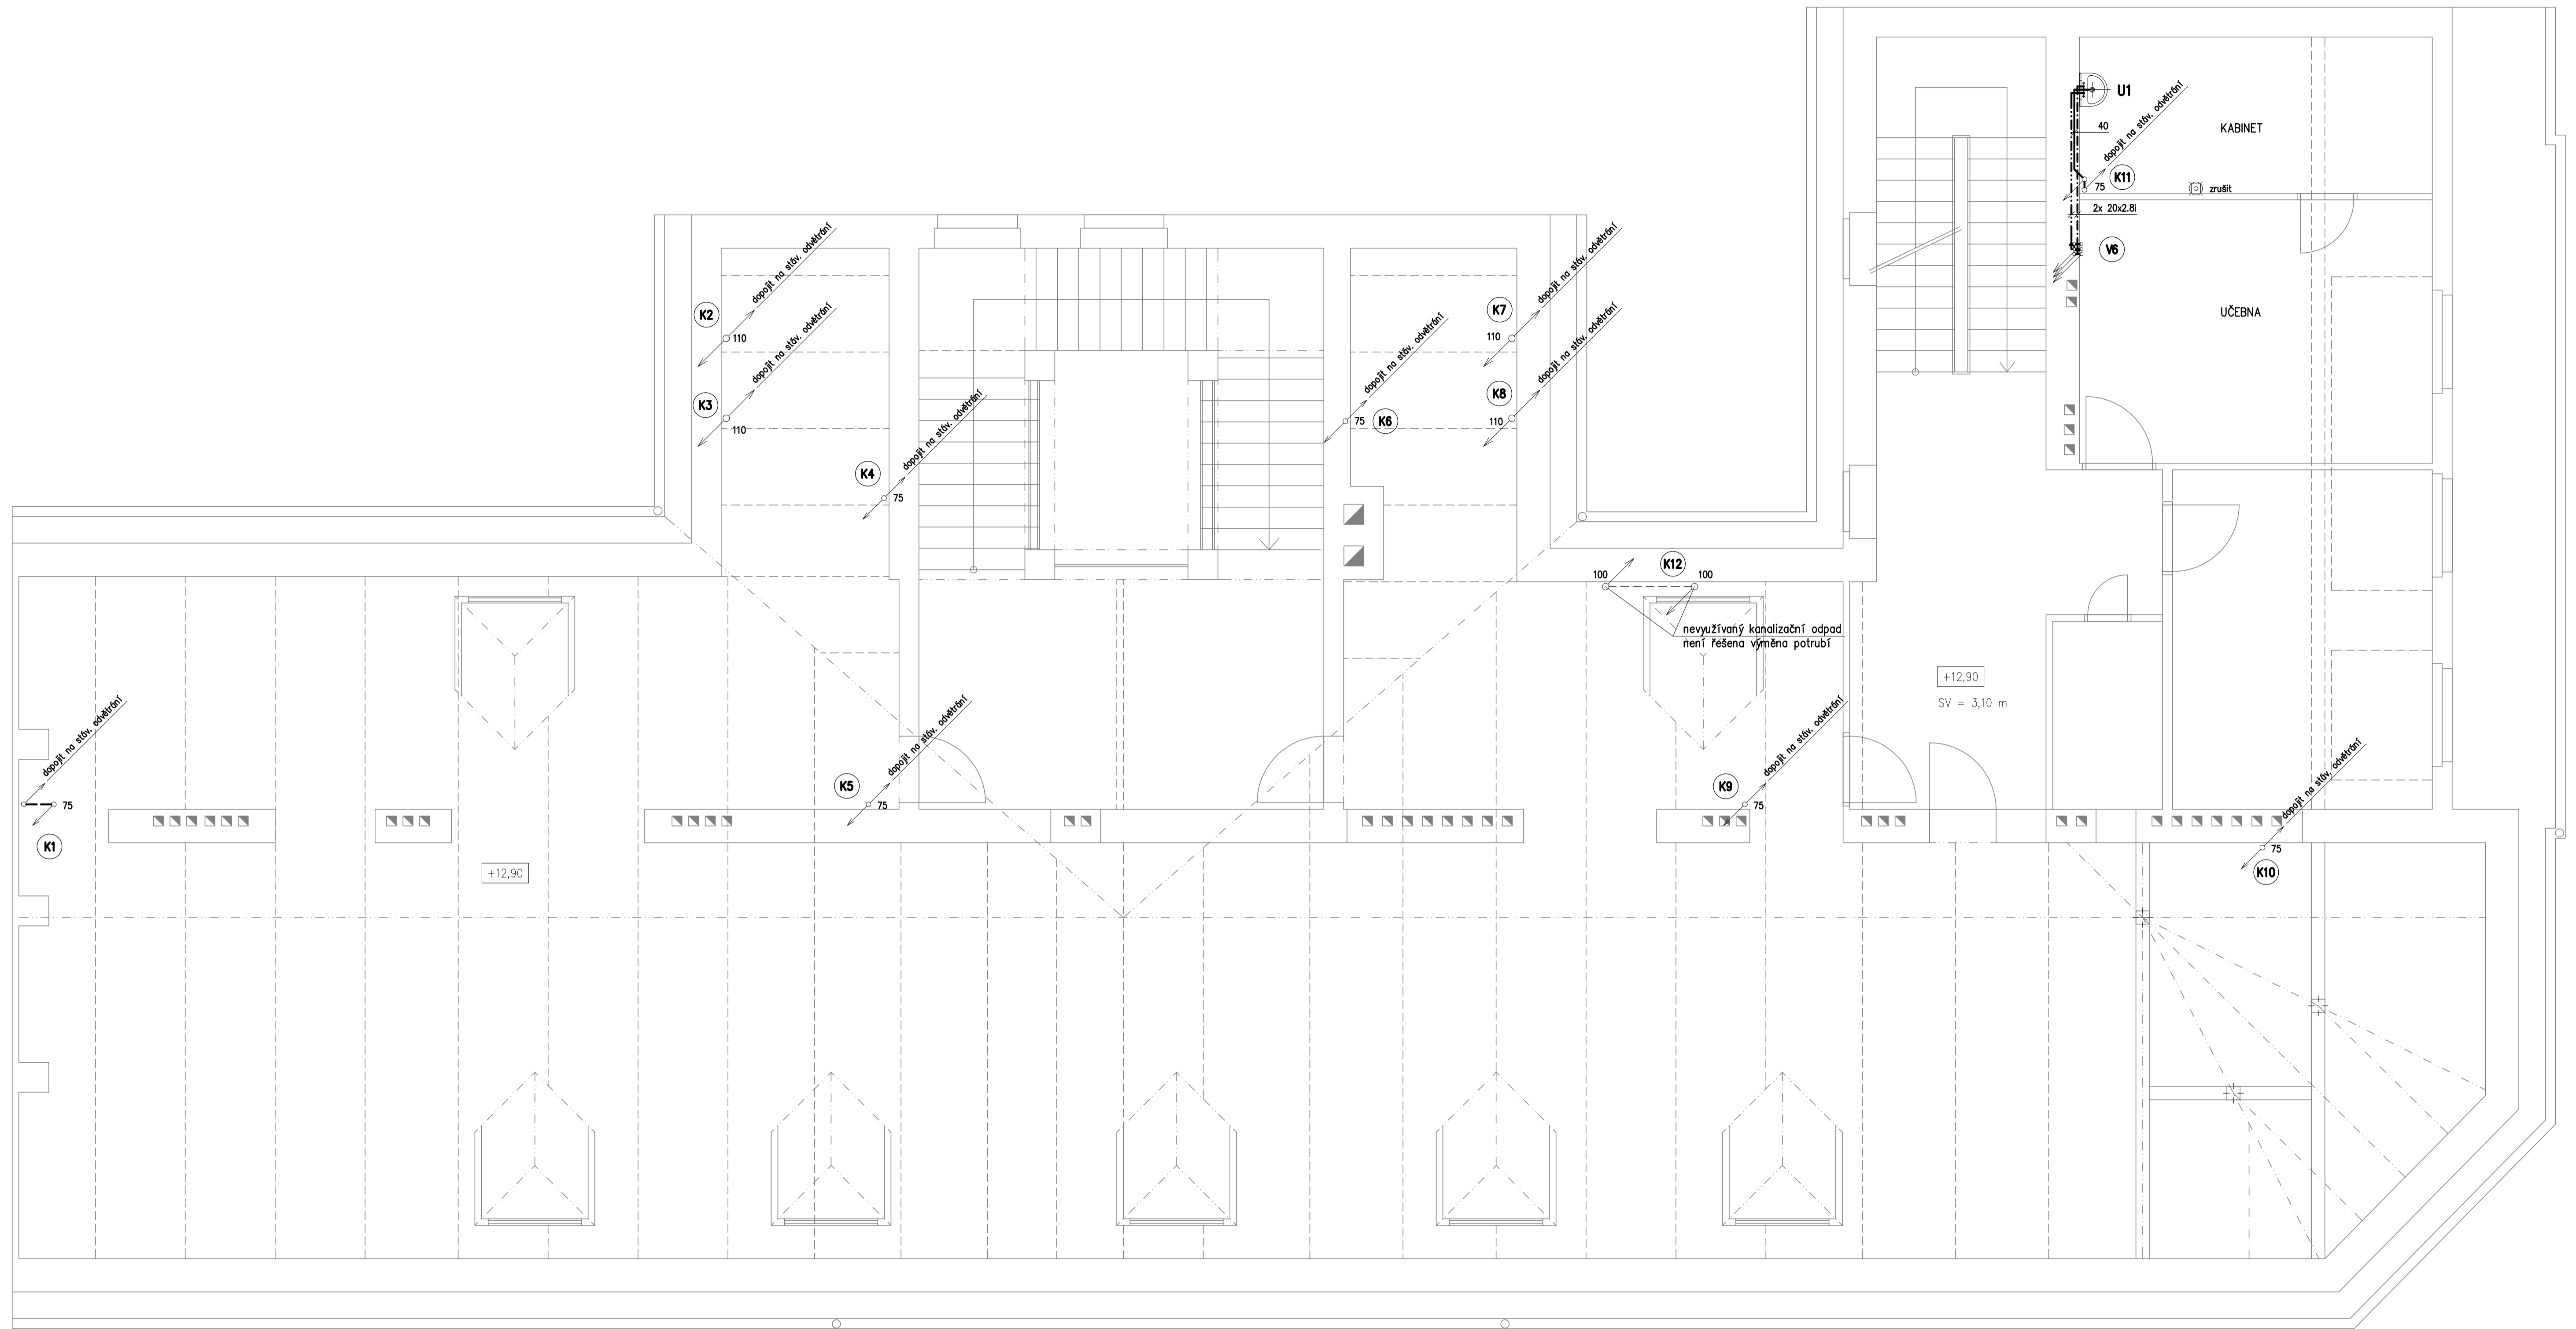 U1
dopojit na stáv. odvětrání
40
KABINET
K11
75
zrušit
2x 20x2.8i
V6
UČEBNA
dopojit na stáv. odvětrání
K2
110
dopojit na stáv. odvětrání
K3
110
dopojit na stáv. odvětrání
K4
75
dopojit na stáv. odvětrání
K6
75
dopojit na stáv. odvětrání
K7
110
dopojit na stáv. odvětrání
K8
110
100
K12
100
nevyužívaný kanalizační odpad
není řešena výměna potrubí
+12,90
SV = 3,10 m
dopojit na stáv. odvětrání
75
K1
dopojit na stáv. odvětrání
K5
75
dopojit na stáv. odvětrání
K9
75
dopojit na stáv. odvětrání
75
K10
+12,90